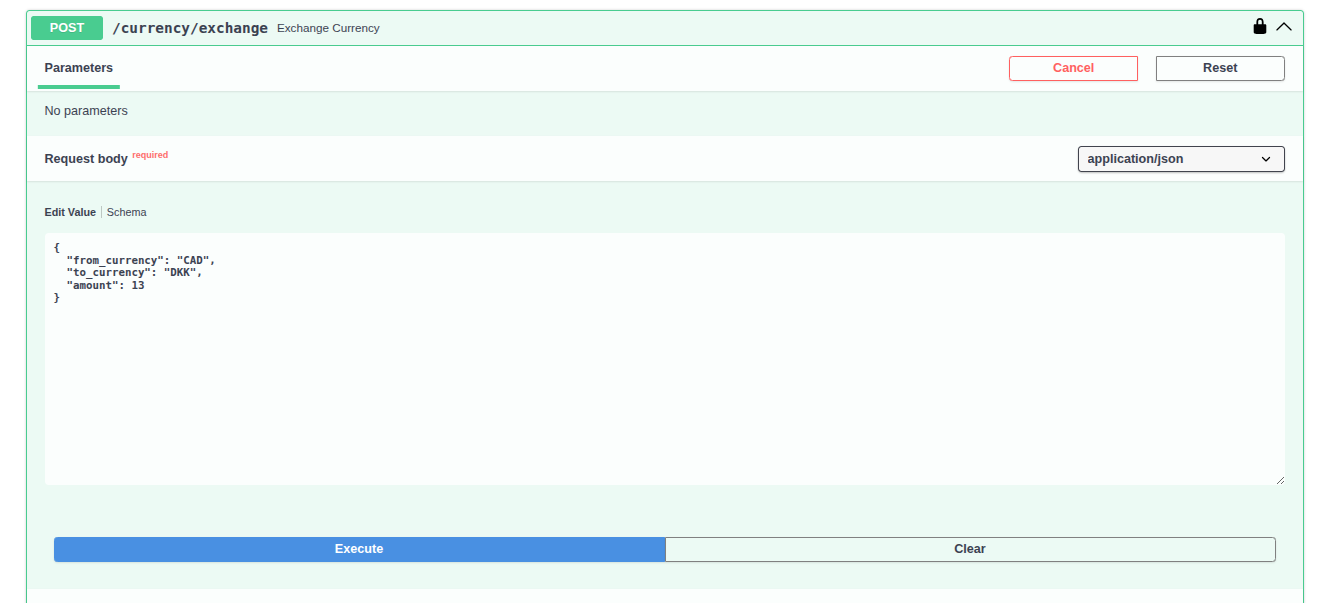 POST /currency/exchange Exchange Currency
Parameters Cancel Reset
No parameters
Request body required application/json
Edit Value Schema
{
  "from_currency": "CAD",
  "to_currency": "DKK",
  "amount": 13
}
Execute Clear